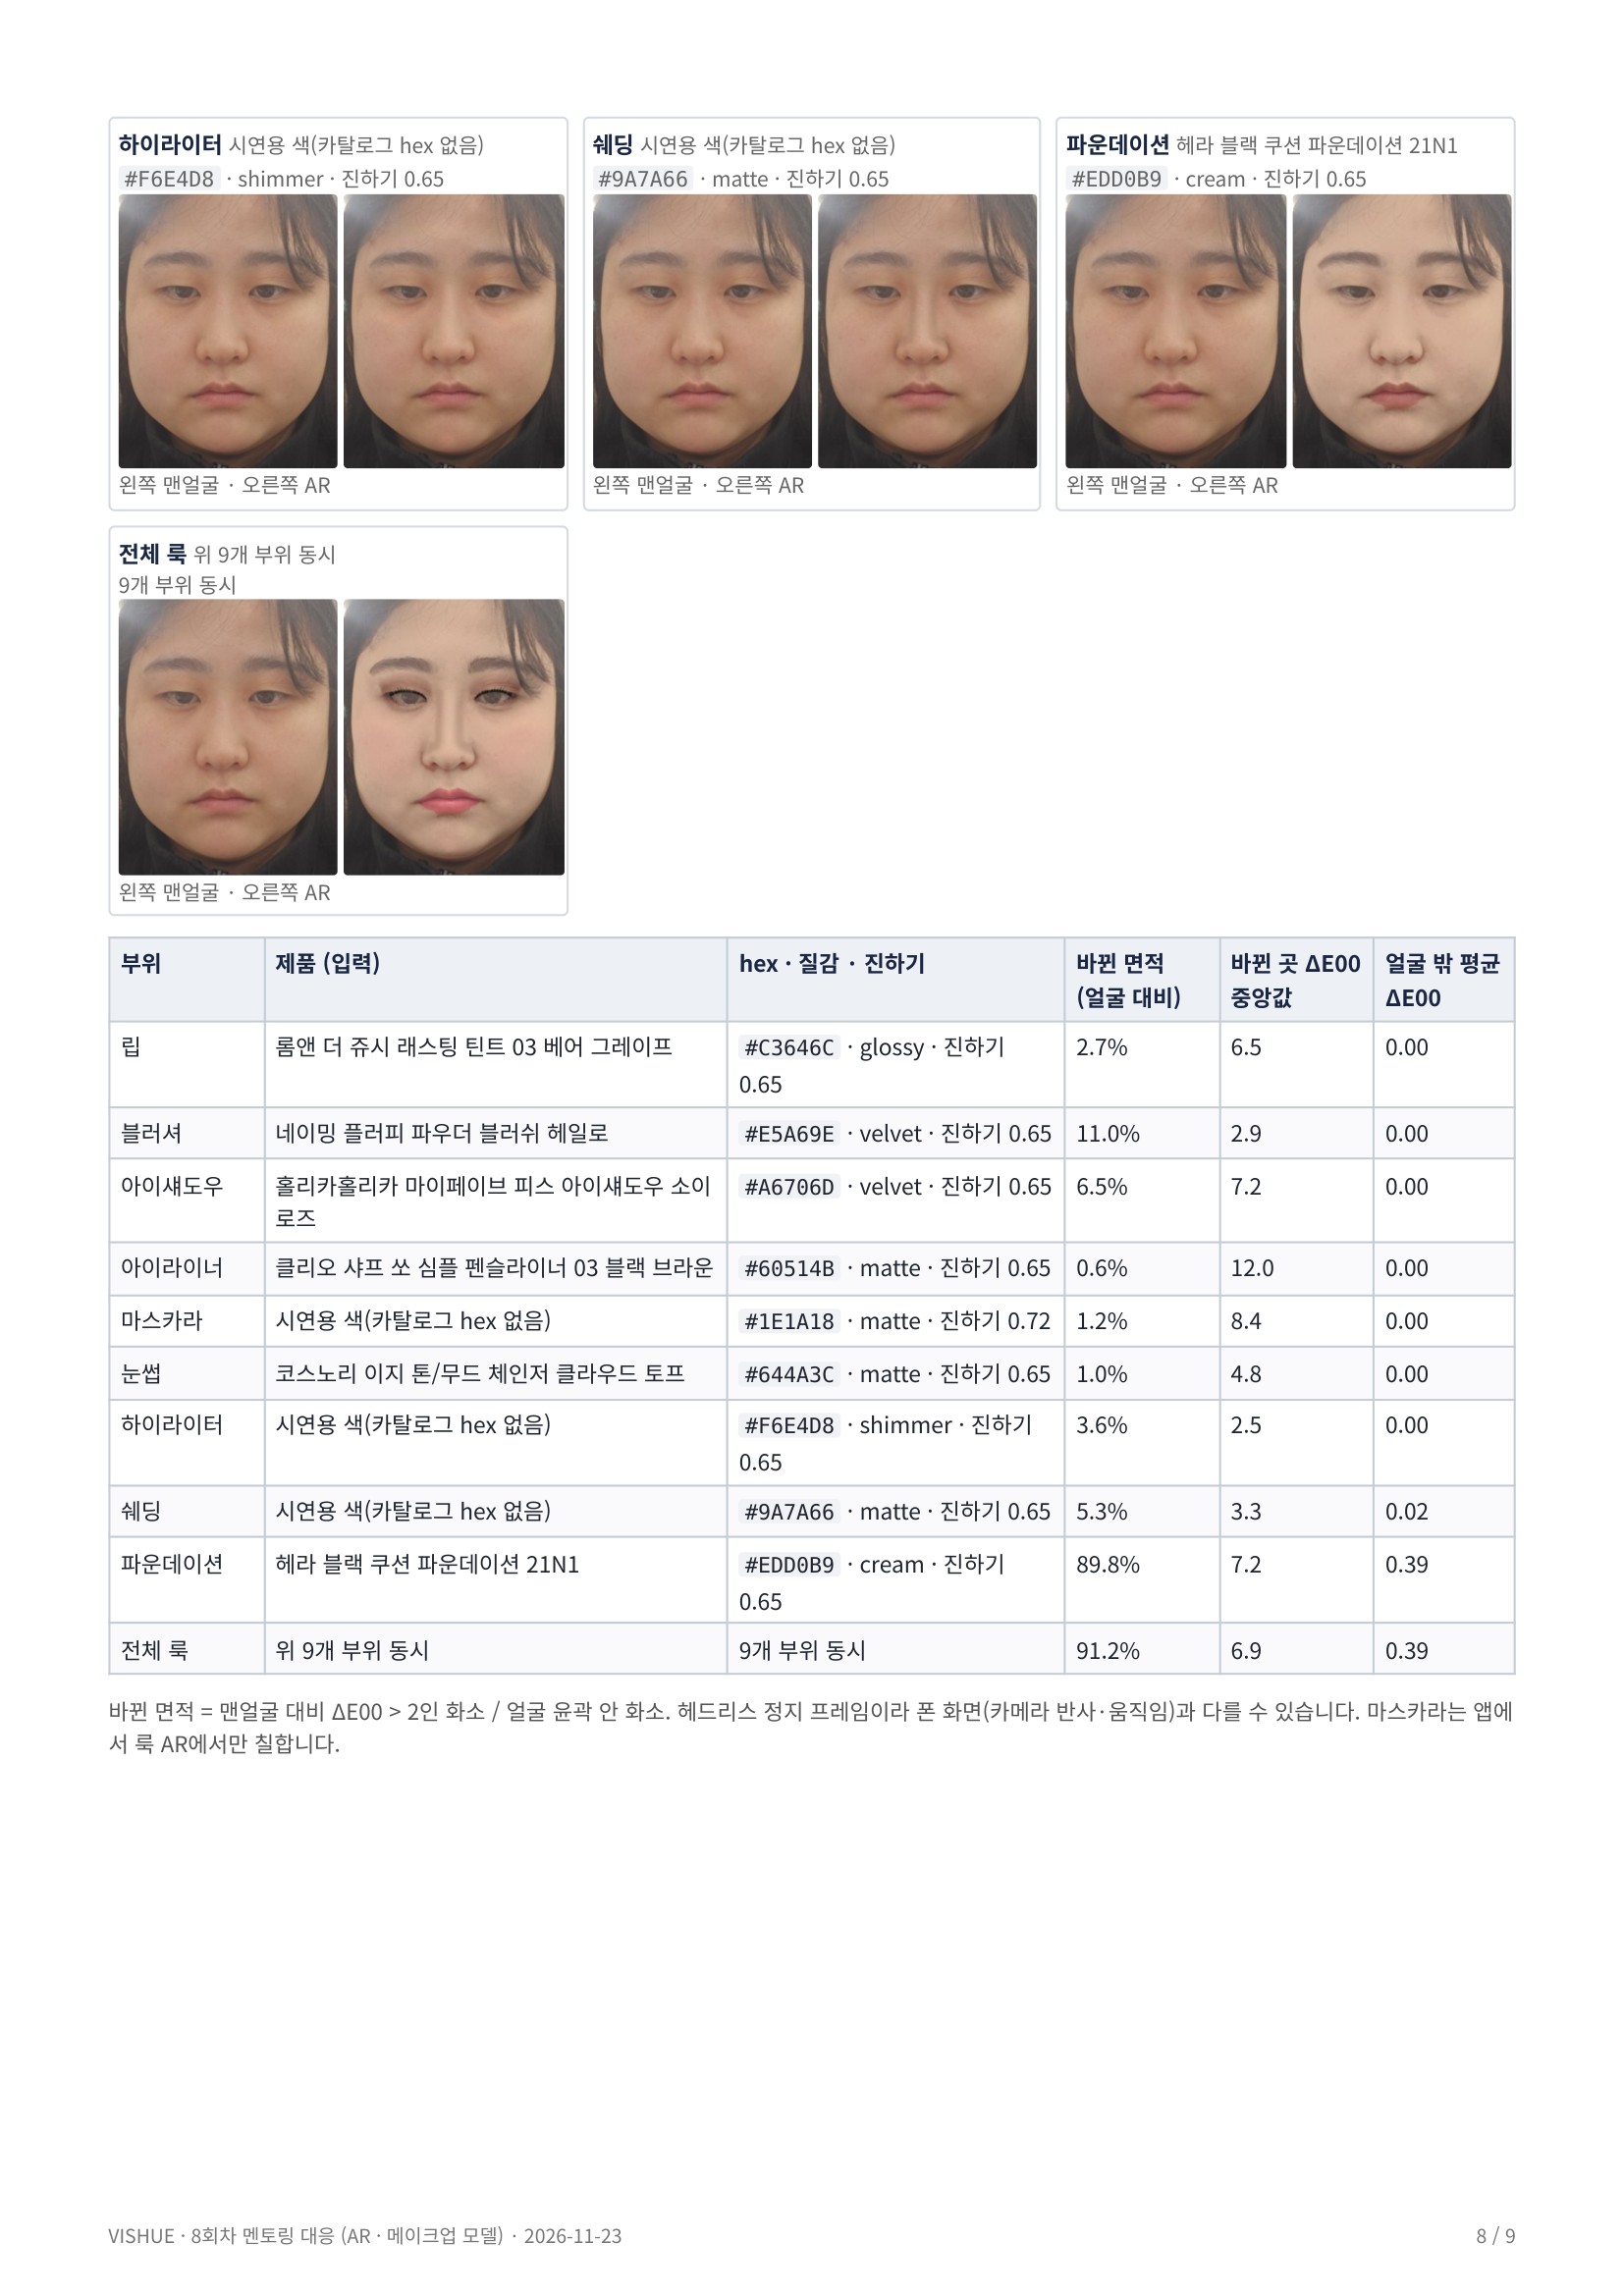 하이라이터 시연용 색(카탈로그 hex 없음)
#F6E4D8 · shimmer · 진하기 0.65
왼쪽 맨얼굴 · 오른쪽 AR
쉐딩 시연용 색(카탈로그 hex 없음)
#9A7A66 · matte · 진하기 0.65
왼쪽 맨얼굴 · 오른쪽 AR
파운데이션 헤라 블랙 쿠션 파운데이션 21N1
#EDD0B9 · cream · 진하기 0.65
왼쪽 맨얼굴 · 오른쪽 AR
전체 룩 위 9개 부위 동시
9개 부위 동시
왼쪽 맨얼굴 · 오른쪽 AR
부위 제품 (입력) hex · 질감 · 진하기 바뀐 면적 바뀐 곳 ΔE00 얼굴 밖 평균
(얼굴 대비) 중앙값 ΔE00
립 롬앤 더 쥬시 래스팅 틴트 03 베어 그레이프 #C3646C · glossy · 진하기 2.7% 6.5 0.00
0.65
블러셔 네이밍 플러피 파우더 블러쉬 헤일로 #E5A69E · velvet · 진하기 0.65 11.0% 2.9 0.00
아이섀도우 홀리카홀리카 마이페이브 피스 아이섀도우 소이 #A6706D · velvet · 진하기 0.65 6.5% 7.2 0.00
로즈
아이라이너 클리오 샤프 쏘 심플 펜슬라이너 03 블랙 브라운 #60514B · matte · 진하기 0.65 0.6% 12.0 0.00
마스카라 시연용 색(카탈로그 hex 없음) #1E1A18 · matte · 진하기 0.72 1.2% 8.4 0.00
눈썹 코스노리 이지 톤/무드 체인저 클라우드 토프 #644A3C · matte · 진하기 0.65 1.0% 4.8 0.00
하이라이터 시연용 색(카탈로그 hex 없음) #F6E4D8 · shimmer · 진하기 3.6% 2.5 0.00
0.65
쉐딩 시연용 색(카탈로그 hex 없음) #9A7A66 · matte · 진하기 0.65 5.3% 3.3 0.02
파운데이션 헤라 블랙 쿠션 파운데이션 21N1 #EDD0B9 · cream · 진하기 89.8% 7.2 0.39
0.65
전체 룩 위 9개 부위 동시 9개 부위 동시 91.2% 6.9 0.39
바뀐 면적 = 맨얼굴 대비 ΔE00 > 2인 화소 / 얼굴 윤곽 안 화소. 헤드리스 정지 프레임이라 폰 화면(카메라 반사·움직임)과 다를 수 있습니다. 마스카라는 앱에
서 룩 AR에서만 칠합니다.
VISHUE · 8회차 멘토링 대응 (AR · 메이크업 모델) · 2026-11-23 8 / 9